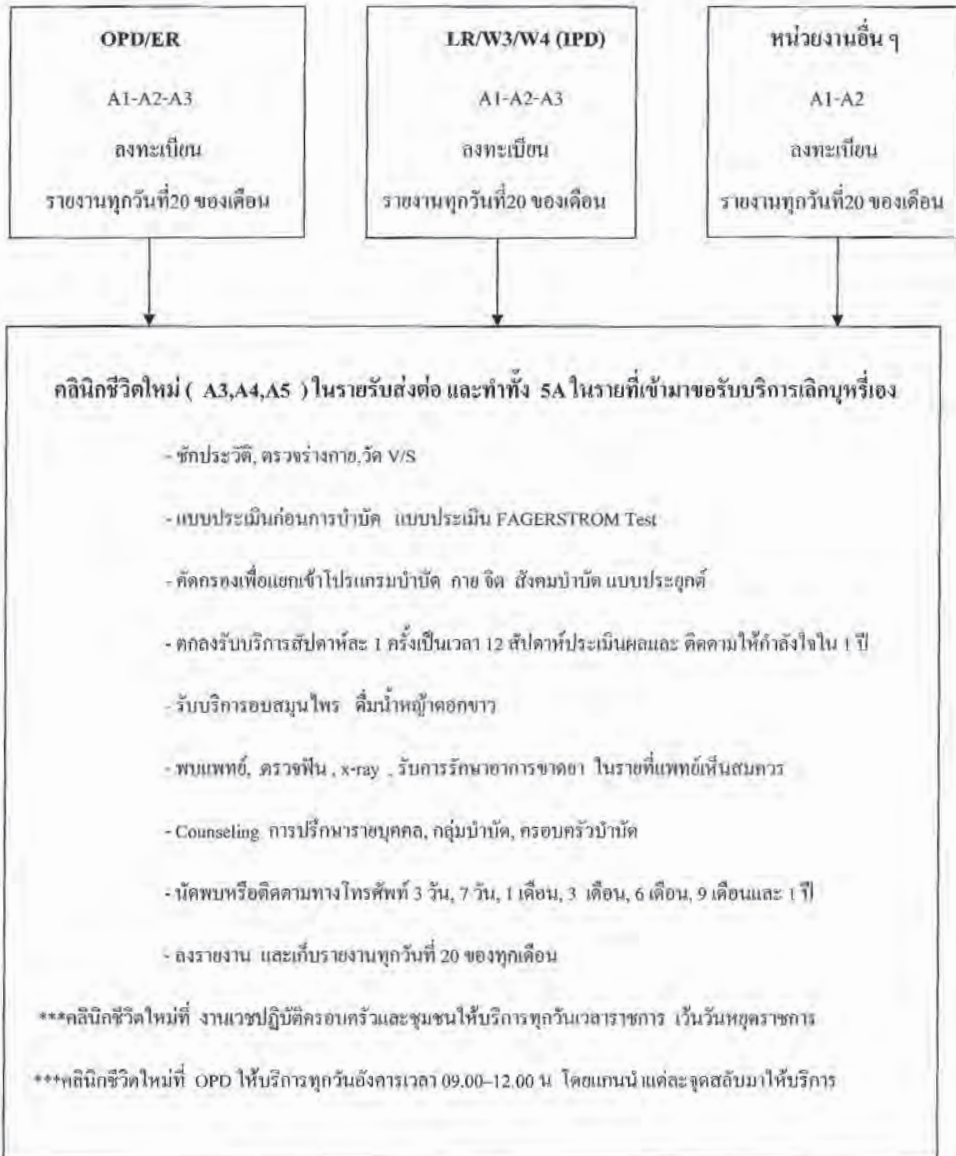 OPD/ER
A1-A2-A3
ลงทะเบียน
รายงานทุกวันที่20 ของเดือน
LR/W3/W4 (IPD)
A1-A2-A3
ลงทะเบียน
รายงานทุกวันที่20 ของเดือน
หน่วยงานอื่น ๆ
A1-A2
ลงทะเบียน
รายงานทุกวันที่20 ของเดือน
คลินิกชีวิตใหม่ ( A3,A4,A5 ) ในรายรับส่งต่อ และทำทั้ง 5A ในรายที่เข้ามาขอรับบริการเลิกบุหรี่เอง
- ซักประวัติ, ตรวจร่างกาย,วัด V/S
- แบบประเมินก่อนการบำบัด แบบประเมิน FAGERSTROM Test
- คัดกรองเพื่อแยกเข้าโปรแกรมบำบัด กาย จิต สังคมบำบัด แบบประยุกต์
- ตกลงรับบริการสัปดาห์ละ 1 ครั้งเป็นเวลา 12 สัปดาห์ประเมินผลและ ติดตามให้กำลังใจใน 1 ปี
- รับบริการอบสมุนไพร ดื่มน้ำหญ้าดอกขาว
- พบแพทย์, ตรวจฟัน , x-ray , รับการรักษาอาการขาดยา ในรายที่แพทย์เห็นสมควร
- Counseling การปรึกษารายบุคคล, กลุ่มบำบัด, ครอบครัวบำบัด
- นัดพบหรือติดตามทางโทรศัพท์ 3 วัน, 7 วัน, 1 เดือน, 3 เดือน, 6 เดือน, 9 เดือนและ 1 ปี
- ลงรายงาน และเก็บรายงานทุกวันที่ 20 ของทุกเดือน
***คลินิกชีวิตใหม่ที่ งานเวชปฏิบัติครอบครัวและชุมชนให้บริการทุกวันเวลาราชการ เว้นวันหยุดราชการ
***คลินิกชีวิตใหม่ที่ OPD ให้บริการทุกวันอังคารเวลา 09.00–12.00 น โดยแกนนำแต่ละจุดสลับมาให้บริการ